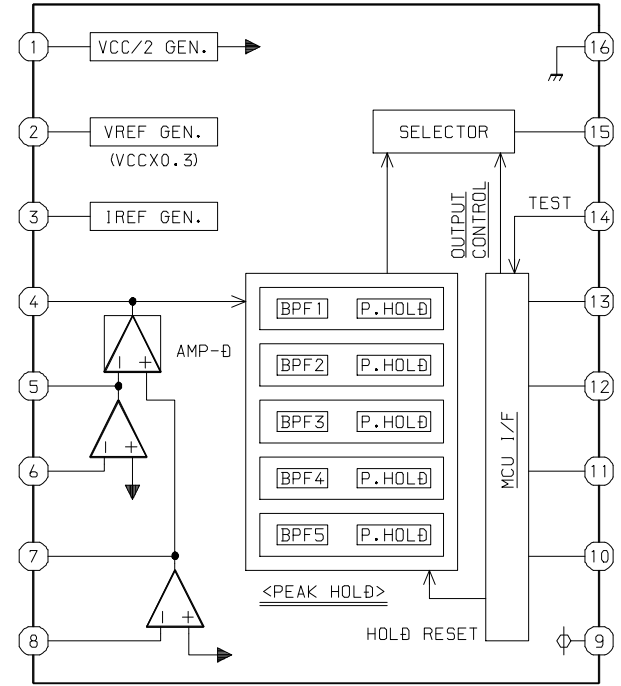 1
VCC/2 GEN.
16
2
VREF GEN.
(VCCX0.3)
SELECTOR
15
3
IREF GEN.
OUTPUT
CONTROL
TEST
14
4
BPF1 P.HOLD
13
AMP-D
- +
BPF2 P.HOLD
5
12
BPF3 P.HOLD
- +
MCU I/F
6
BPF4 P.HOLD
11
7
BPF5 P.HOLD
10
<PEAK HOLD>
- +
HOLD RESET
8
9